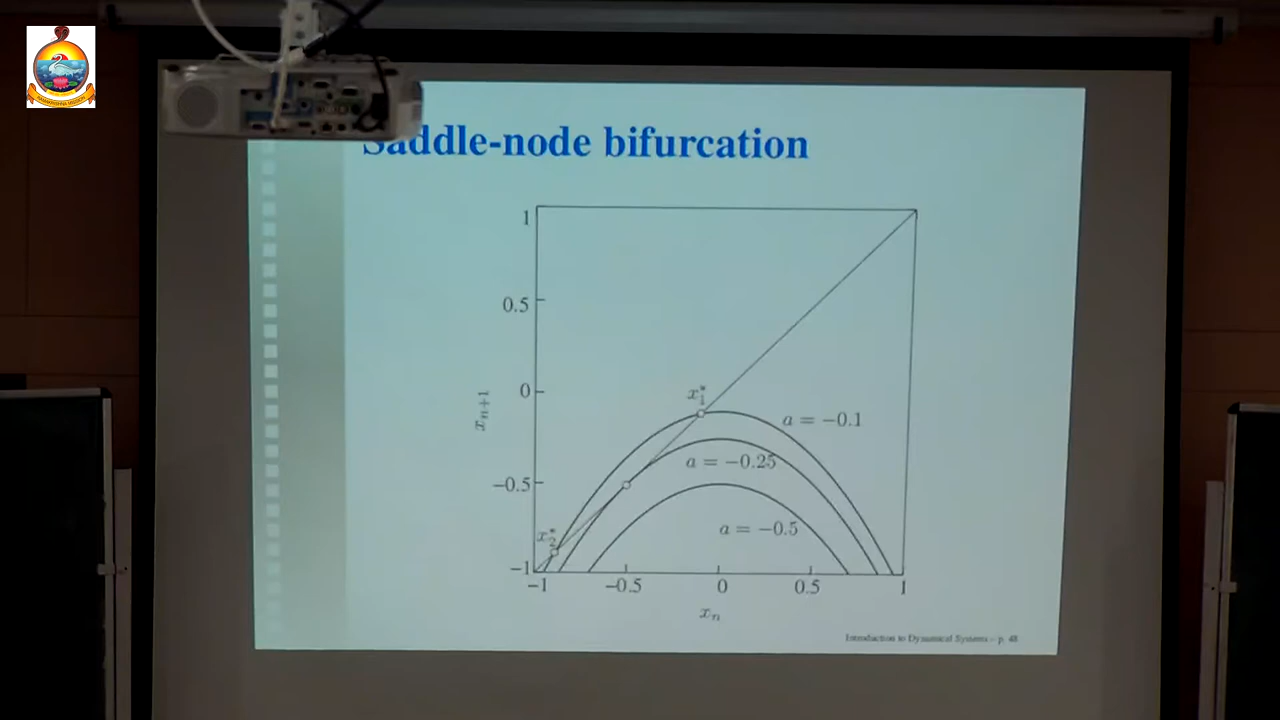 Saddle-node bifurcation
1
0.5
0
−0.5
−1
x_{n+1}
x_1^*
a = −0.1
a = −0.25
x_2^*
a = −0.5
−1 −0.5 0 0.5 1
x_n
Introduction to Dynamical Systems – p. 48